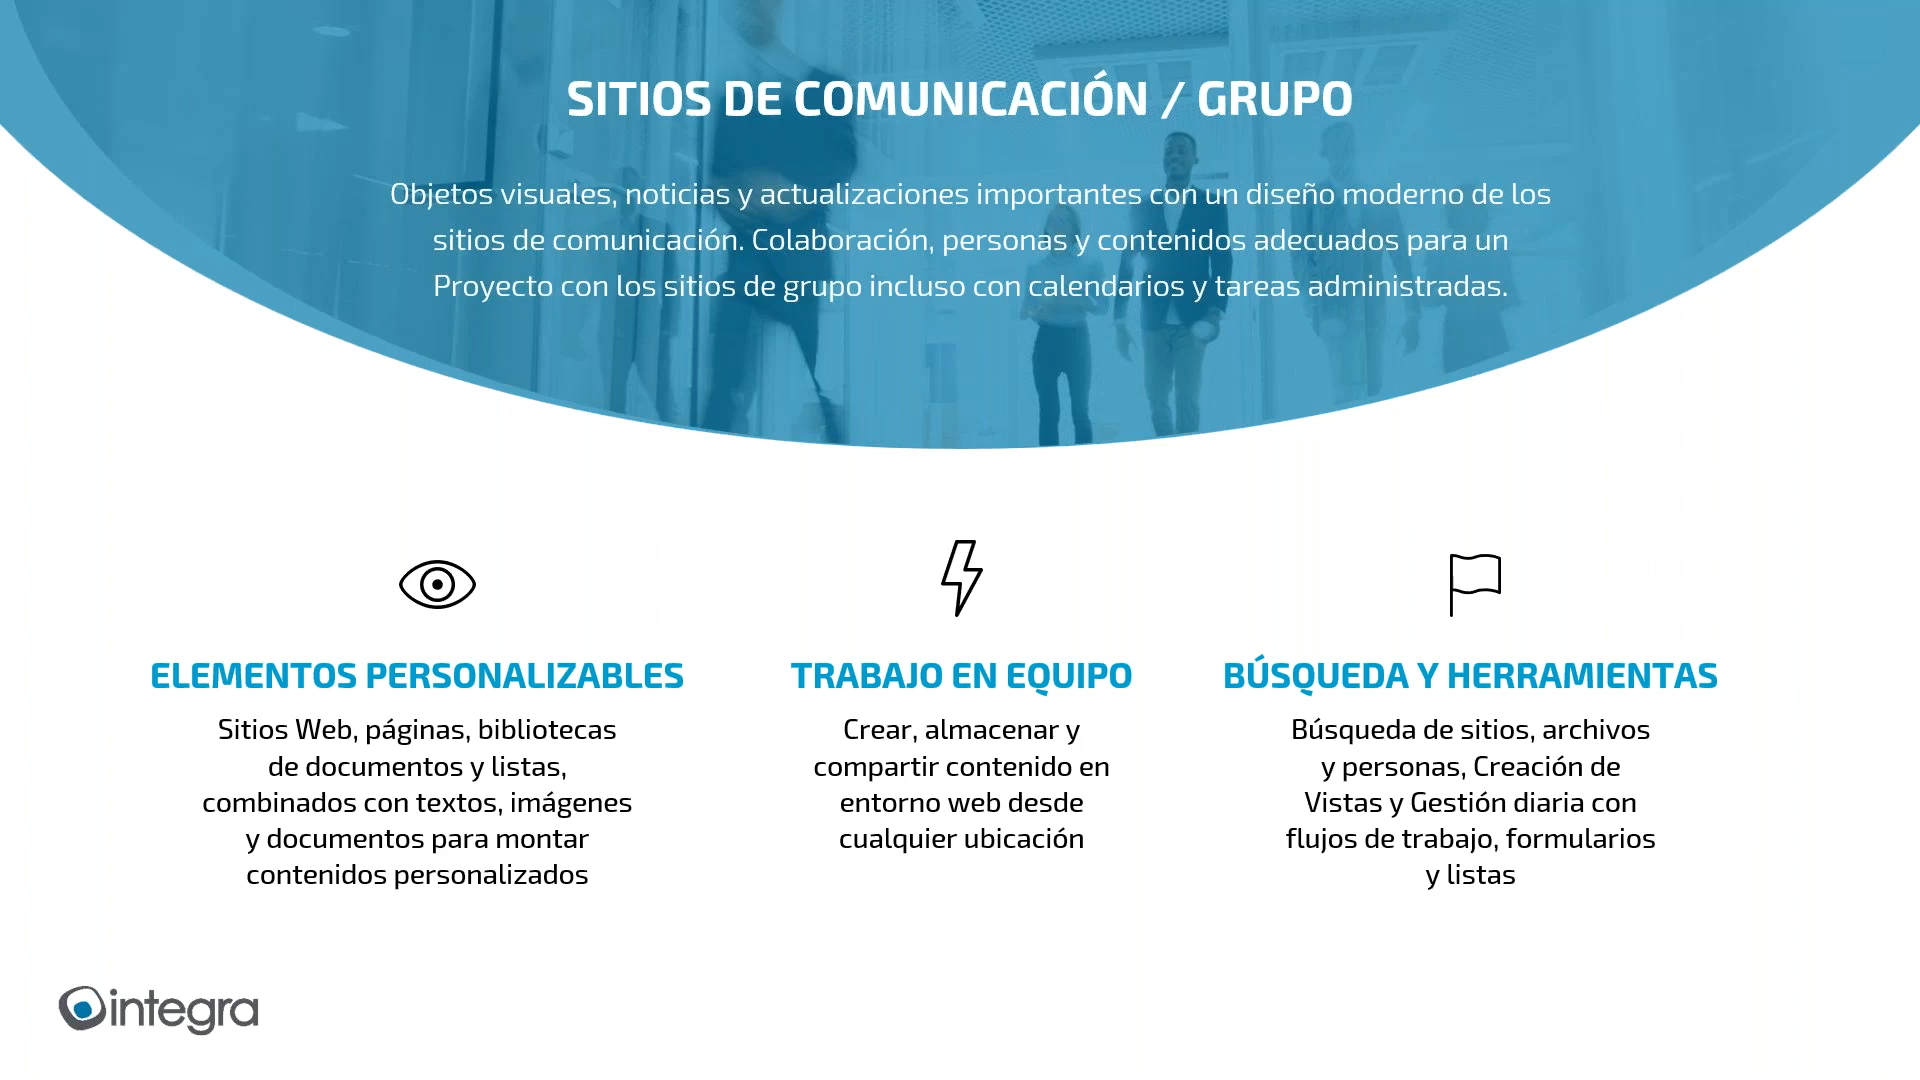 SITIOS DE COMUNICACIÓN / GRUPO
Objetos visuales, noticias y actualizaciones importantes con un diseño moderno de los
sitios de comunicación. Colaboración, personas y contenidos adecuados para un
Proyecto con los sitios de grupo incluso con calendarios y tareas administradas.
ELEMENTOS PERSONALIZABLES
Sitios Web, páginas, bibliotecas
de documentos y listas,
combinados con textos, imágenes
y documentos para montar
contenidos personalizados
TRABAJO EN EQUIPO
Crear, almacenar y
compartir contenido en
entorno web desde
cualquier ubicación
BÚSQUEDA Y HERRAMIENTAS
Búsqueda de sitios, archivos
y personas, Creación de
Vistas y Gestión diaria con
flujos de trabajo, formularios
y listas
integra